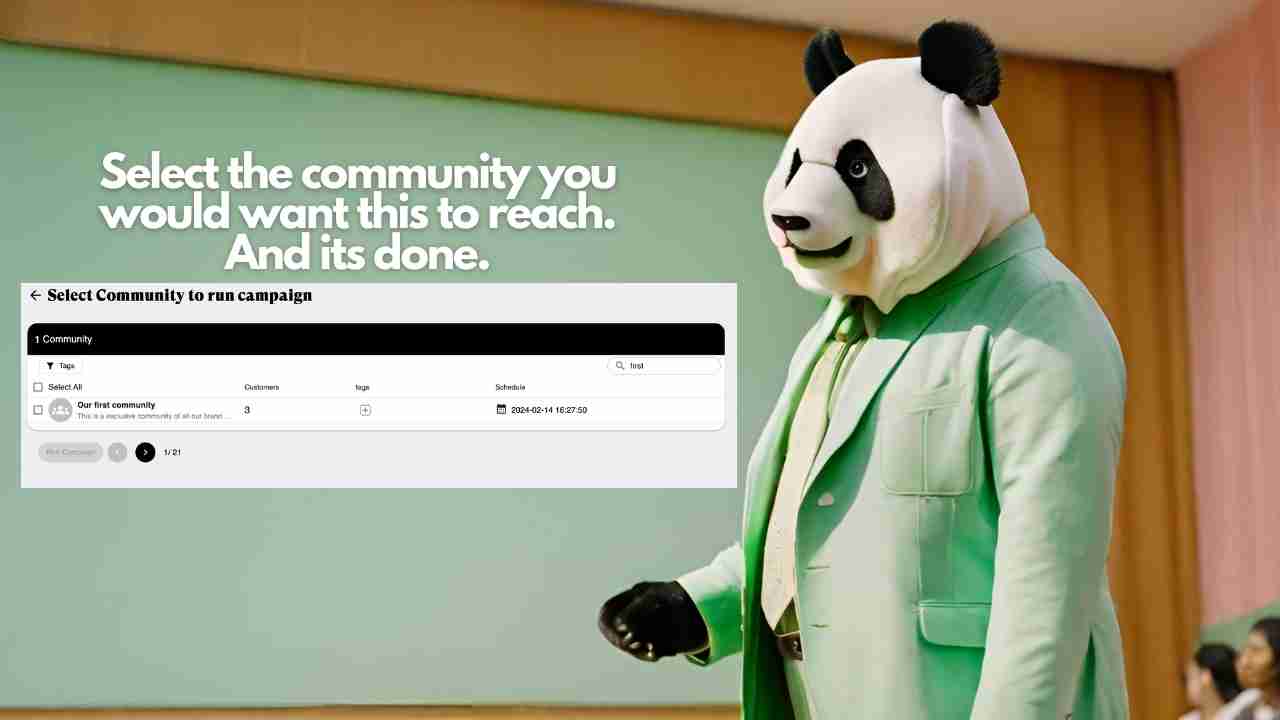 Select the community you
would want this to reach.
And its done.
Select Community to run campaign
1 Community
Tags
first
Select All
Customers
tags
Schedule
Our first community
3
2024-02-14 16:27:50
This is a exclusive community of all our brand ...
Run Campaign
1/ 21